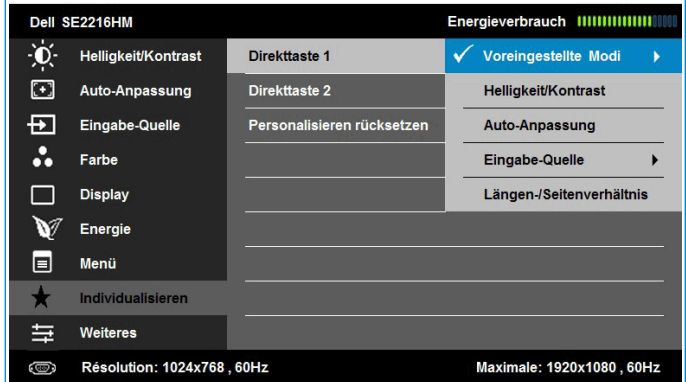 Dell SE2216HM Energieverbrauch
Helligkeit/Kontrast Direkttaste 1 Voreingestellte Modi
Auto-Anpassung Direkttaste 2 Helligkeit/Kontrast
Eingabe-Quelle Personalisieren rücksetzen Auto-Anpassung
Farbe Eingabe-Quelle
Display Längen-/Seitenverhältnis
Energie
Menü
Individualisieren
Weiteres
Résolution: 1024x768 , 60Hz Maximale: 1920x1080 , 60Hz